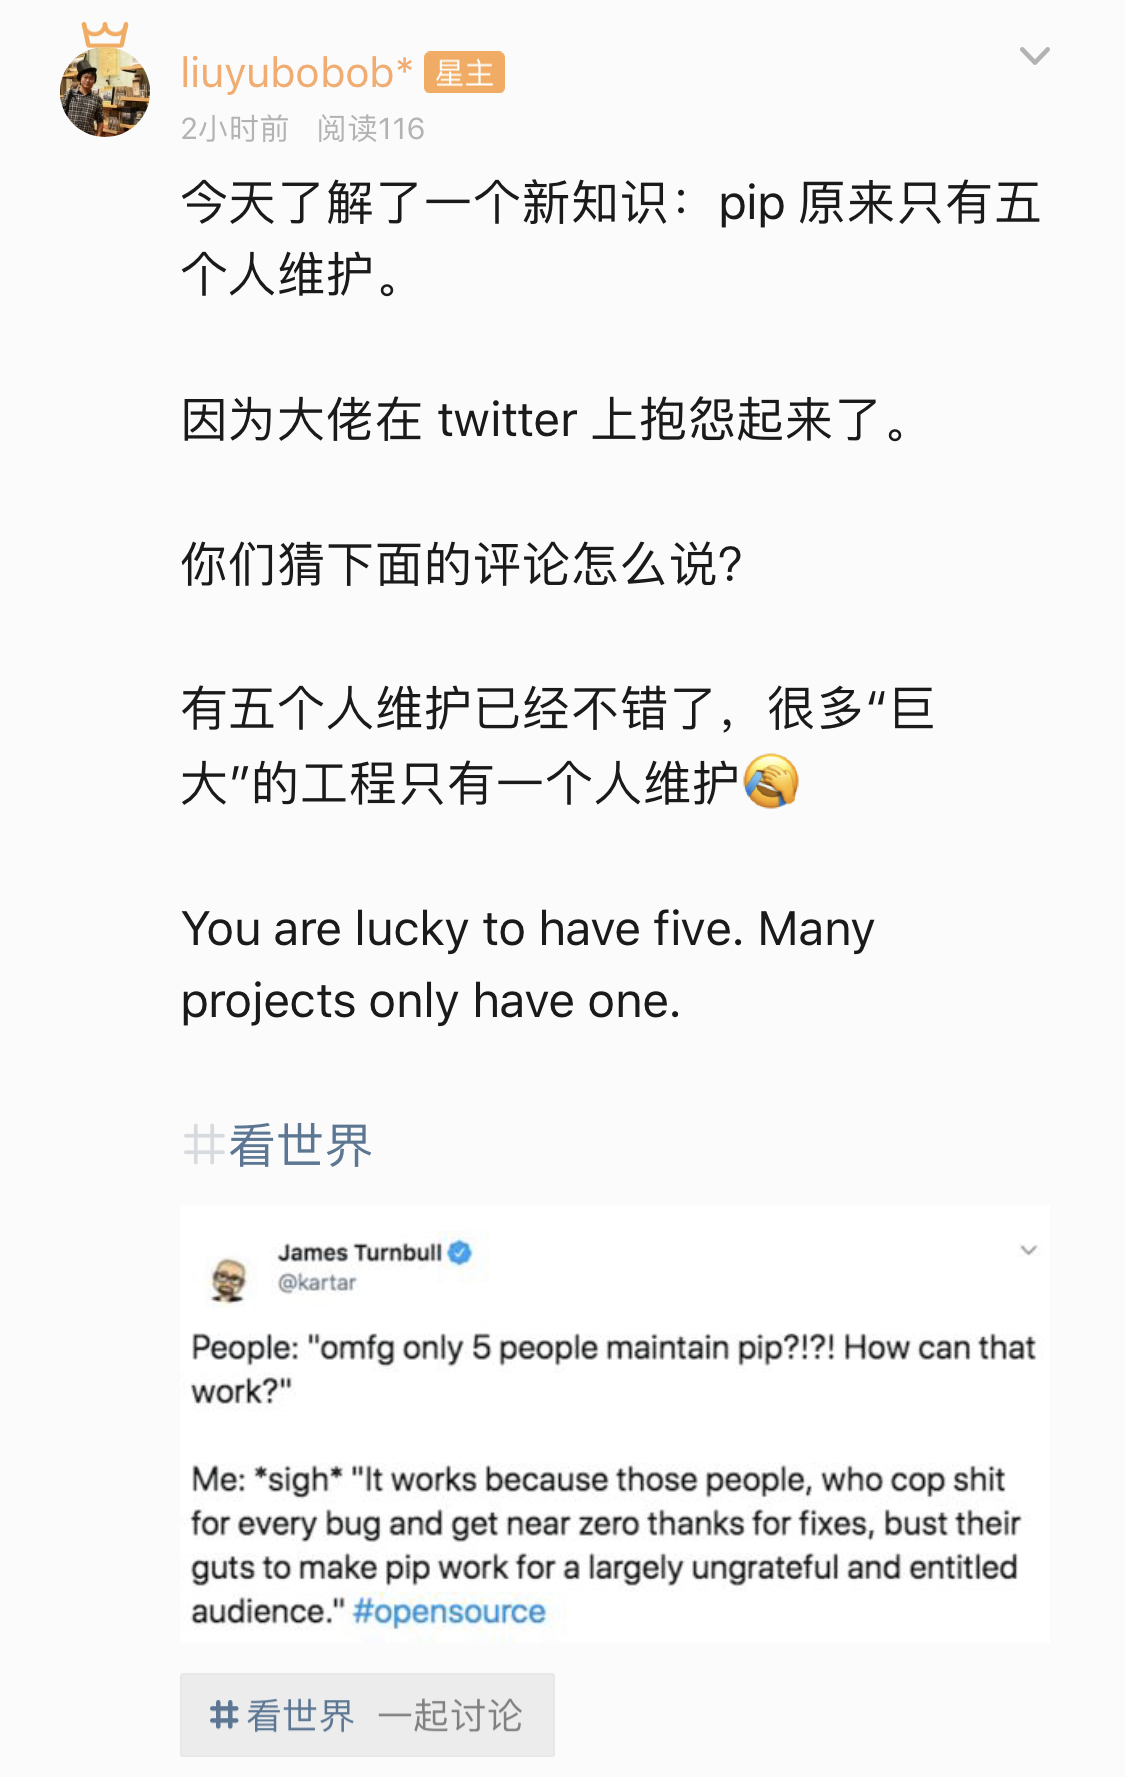 liuyubobob* 星主
2小时前 阅读116
今天了解了一个新知识：pip 原来只有五
个人维护。
因为大佬在 twitter 上抱怨起来了。
你们猜下面的评论怎么说？
有五个人维护已经不错了，很多“巨
大”的工程只有一个人维护🤦
You are lucky to have five. Many
projects only have one.
#看世界
James Turnbull
@kartar
People: "omfg only 5 people maintain pip?!?! How can that
work?"
Me: *sigh* "It works because those people, who cop shit
for every bug and get near zero thanks for fixes, bust their
guts to make pip work for a largely ungrateful and entitled
audience." #opensource
#看世界 一起讨论